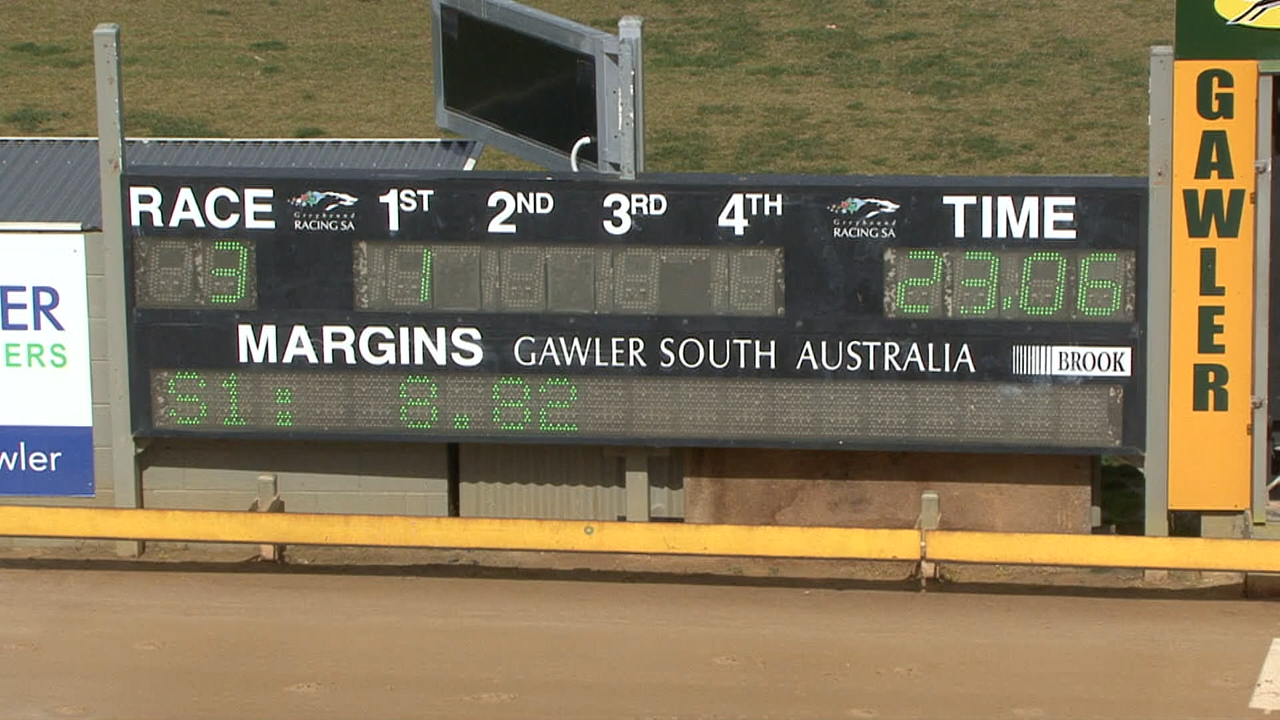 RACE Greyhound RACING SA 1ST 2ND 3RD 4TH Greyhound RACING SA TIME
3 1 23.06
MARGINS GAWLER SOUTH AUSTRALIA BROOK
S1: 8.82
GAWLER
ER
ERS
wler